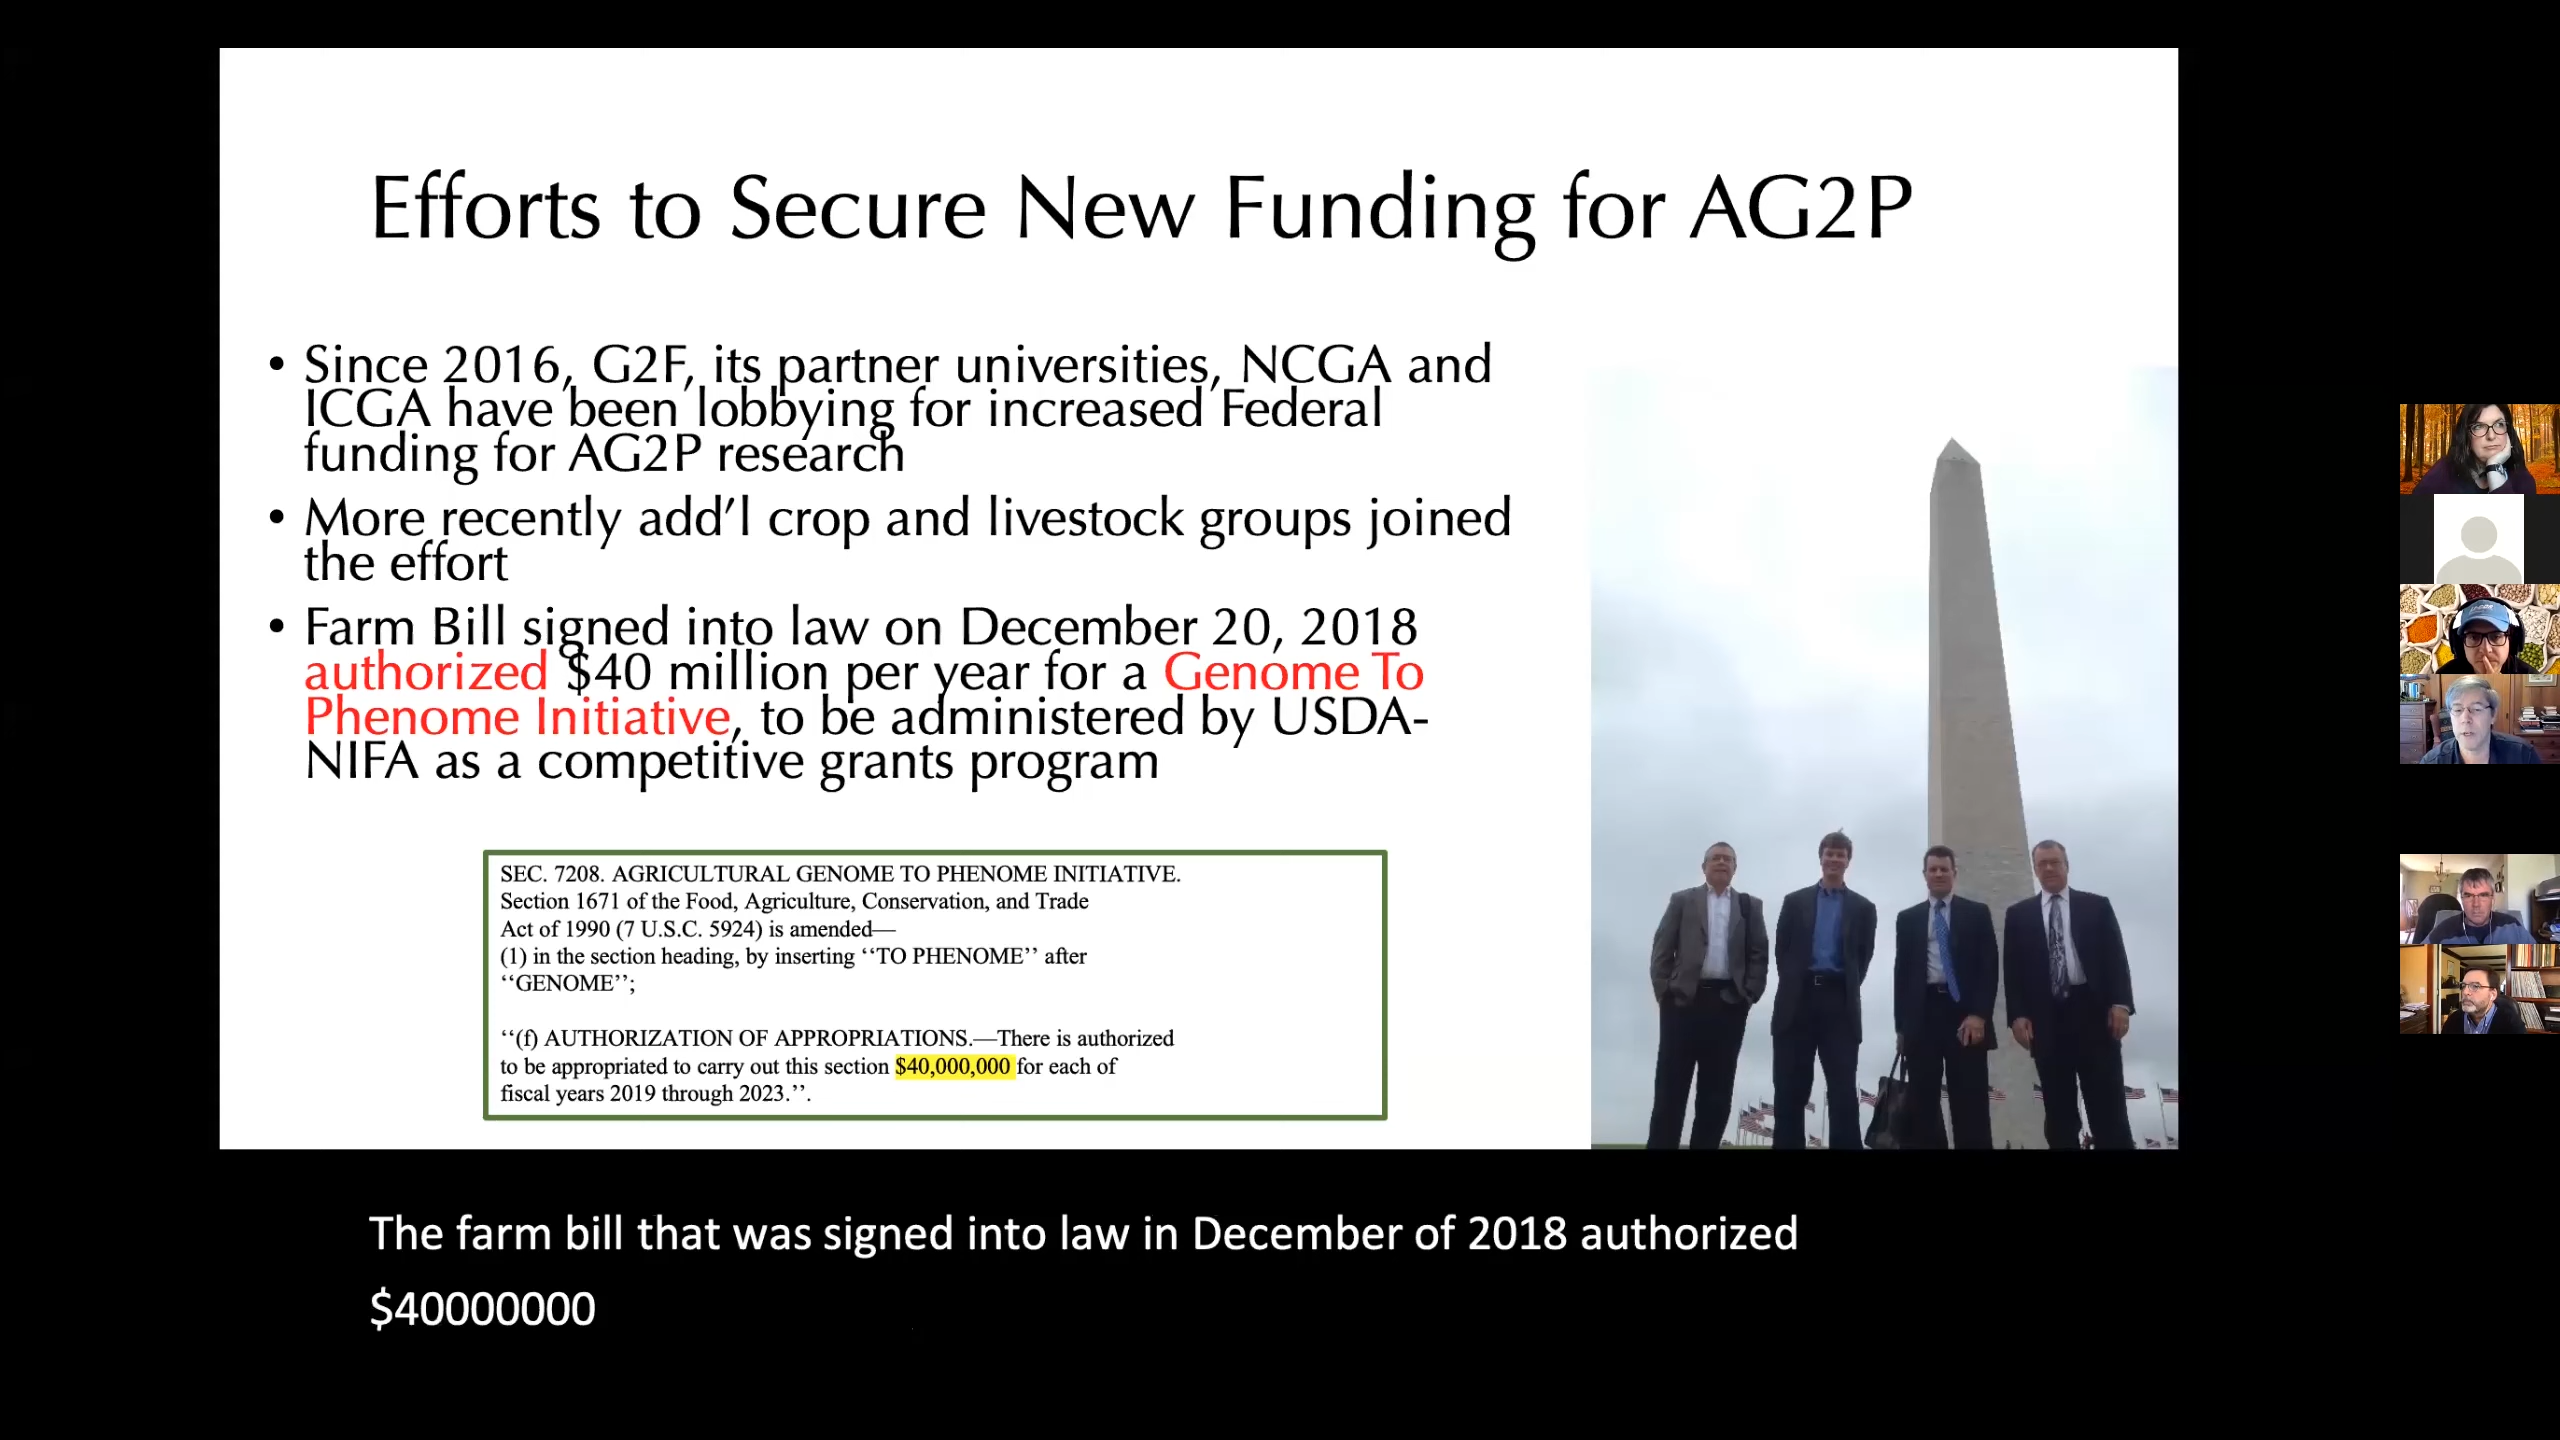 Efforts to Secure New Funding for AG2P
• Since 2016, G2F, its partner universities, NCGA and
ICGA have been lobbying for increased Federal
funding for AG2P research
• More recently add’l crop and livestock groups joined
the effort
• Farm Bill signed into law on December 20, 2018
authorized $40 million per year for a Genome To
Phenome Initiative, to be administered by USDA-
NIFA as a competitive grants program
SEC. 7208. AGRICULTURAL GENOME TO PHENOME INITIATIVE.
Section 1671 of the Food, Agriculture, Conservation, and Trade
Act of 1990 (7 U.S.C. 5924) is amended—
(1) in the section heading, by inserting ‘‘TO PHENOME’’ after
‘‘GENOME’’;
‘‘(f) AUTHORIZATION OF APPROPRIATIONS.—There is authorized
to be appropriated to carry out this section $40,000,000 for each of
fiscal years 2019 through 2023.’’.
The farm bill that was signed into law in December of 2018 authorized
$40000000